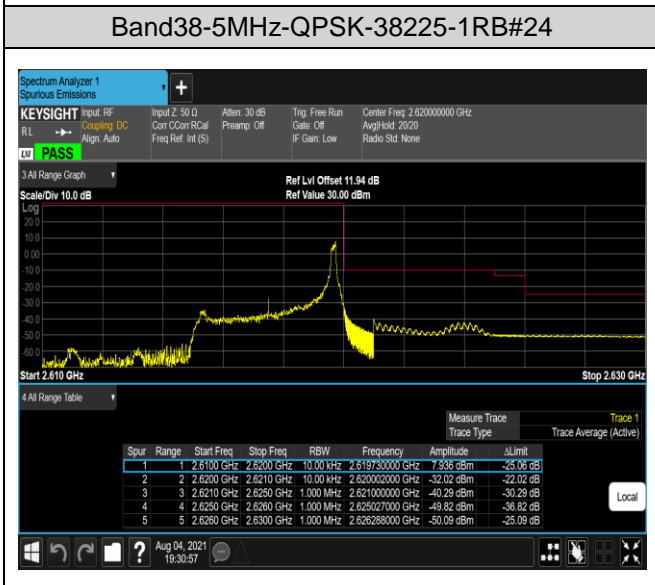 Band38-5MHz-QPSK-38225-1RB#24
Spectrum Analyzer 1
Spurious Emissions
+
KEYSIGHT Input: RF Input Z: 50 Ω Atten: 30 dB Trig: Free Run Center Freq: 2.620000000 GHz
RL Coupling: DC Corr CCorr RCal Preamp: Off Gate: Off Avg|Hold: 20/20
Align: Auto Freq Ref: Int (S) IF Gain: Low Radio Std: None
LXI PASS
3 All Range Graph
Ref Lvl Offset 11.94 dB
Scale/Div 10.0 dB Ref Value 30.00 dBm
Log
20.0
10.0
0.00
-10.0
-20.0
-30.0
-40.0
-50.0
-60.0
Start 2.610 GHz Stop 2.630 GHz
4 All Range Table
Measure Trace Trace 1
Trace Type Trace Average (Active)
Spur Range Start Freq Stop Freq RBW Frequency Amplitude ΔLimit
1 1 2.6100 GHz 2.6200 GHz 10.00 kHz 2.619730000 GHz 7.936 dBm -25.06 dB
2 2 2.6200 GHz 2.6210 GHz 10.00 kHz 2.620002000 GHz -32.02 dBm -22.02 dB
3 3 2.6210 GHz 2.6250 GHz 1.000 MHz 2.621000000 GHz -40.29 dBm -30.29 dB
4 4 2.6250 GHz 2.6260 GHz 1.000 MHz 2.625027000 GHz -49.82 dBm -36.82 dB
5 5 2.6260 GHz 2.6300 GHz 1.000 MHz 2.626288000 GHz -50.09 dBm -25.09 dB
Local
? Aug 04, 2021
19:30:57